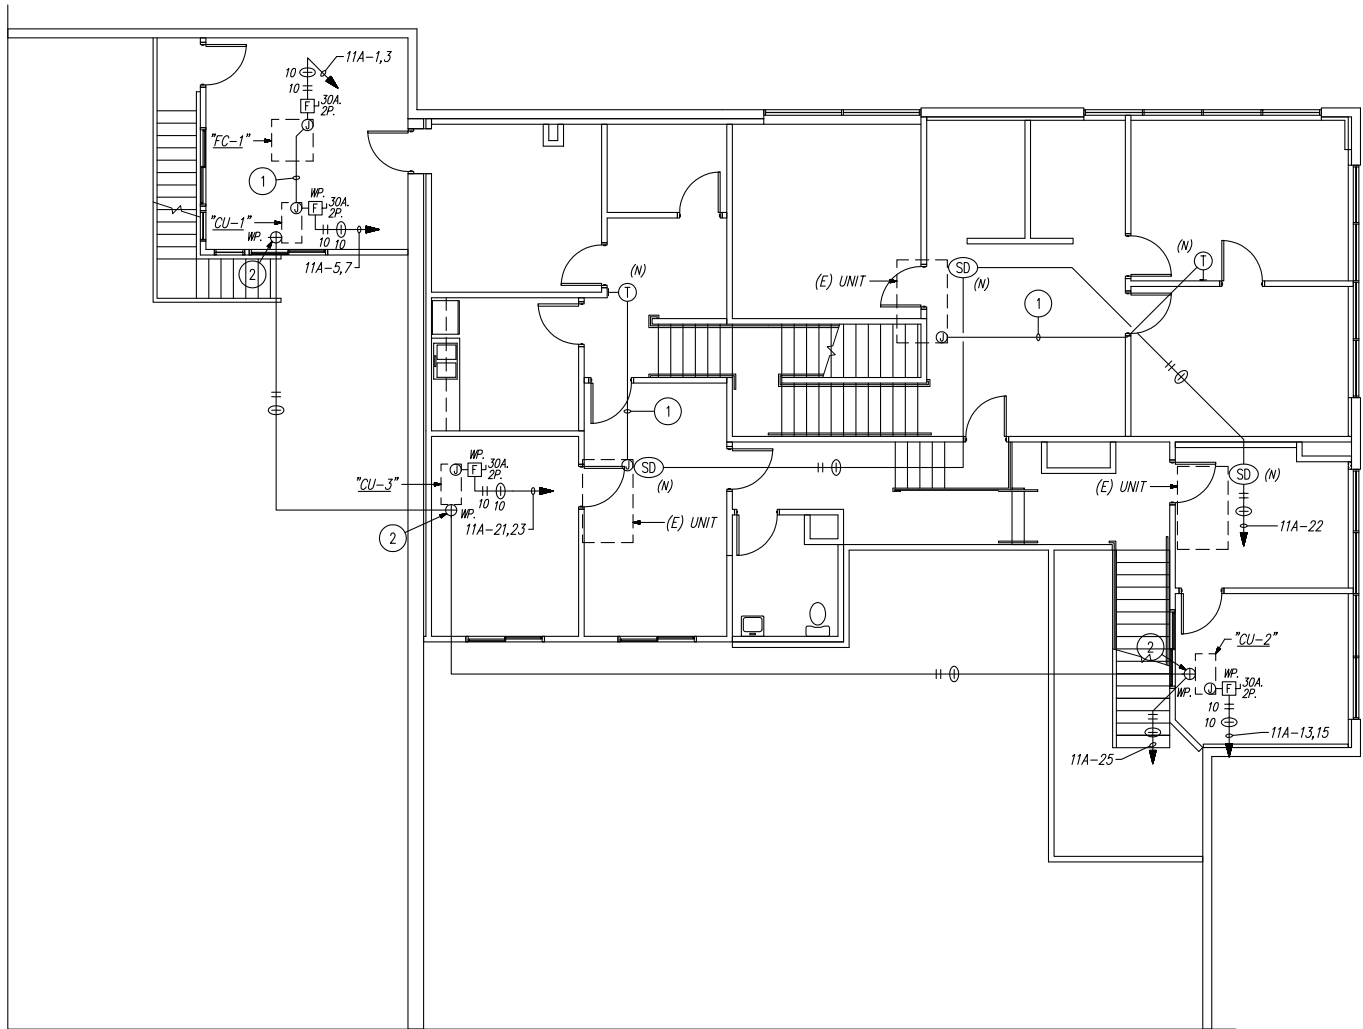 11A-1,3
10
10
F
30A.
2P.
J
"FC-1"
1
WP.
F
30A.
2P.
J
"CU-1"
WP.
10 10
2
11A-5,7
(N)
T
(E) UNIT
SD
(N)
1
J
(N)
T
1
WP.
J
F
30A.
2P.
"CU-3"
10 10
WP.
11A-21,23
2
J
SD
(N)
(E) UNIT
(E) UNIT
SD
(N)
11A-22
2
"CU-2"
WP.
J
F
30A.
2P.
WP.
10
10
11A-13,15
11A-25